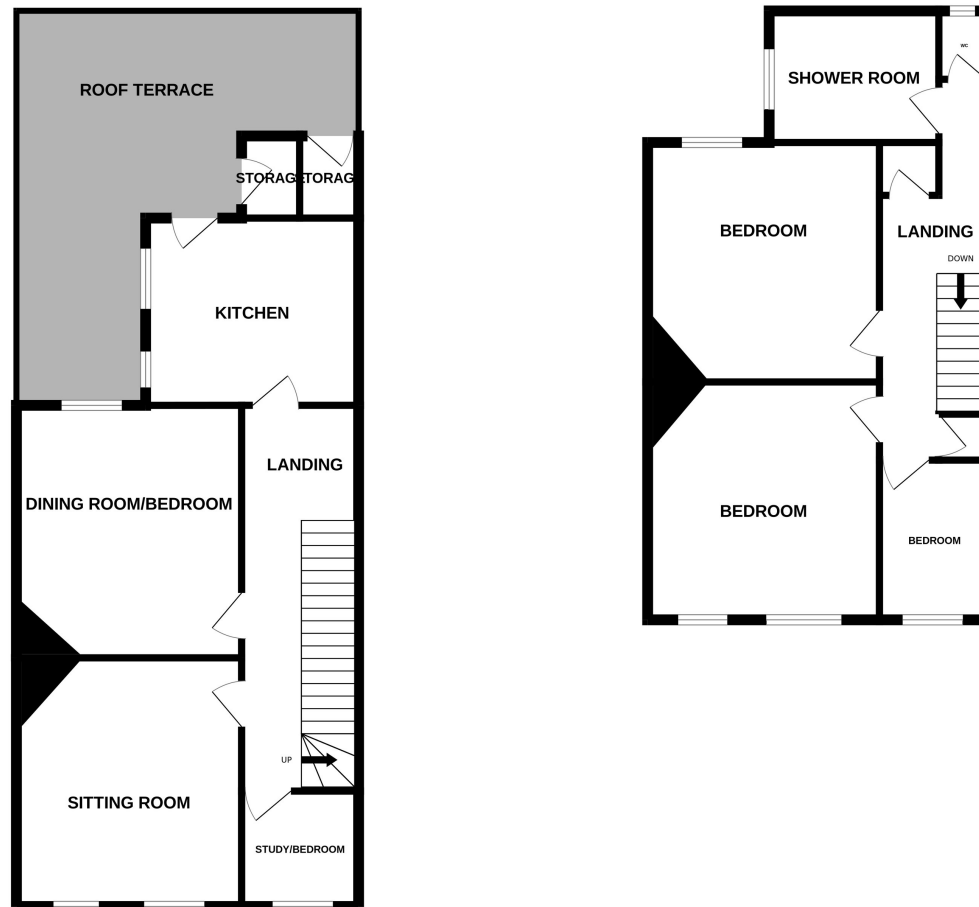 ROOF TERRACE
STORAG
TORAG
KITCHEN
LANDING
DINING ROOM/BEDROOM
UP
SITTING ROOM
STUDY/BEDROOM
WC
SHOWER ROOM
BEDROOM
LANDING
DOWN
BEDROOM
BEDROOM